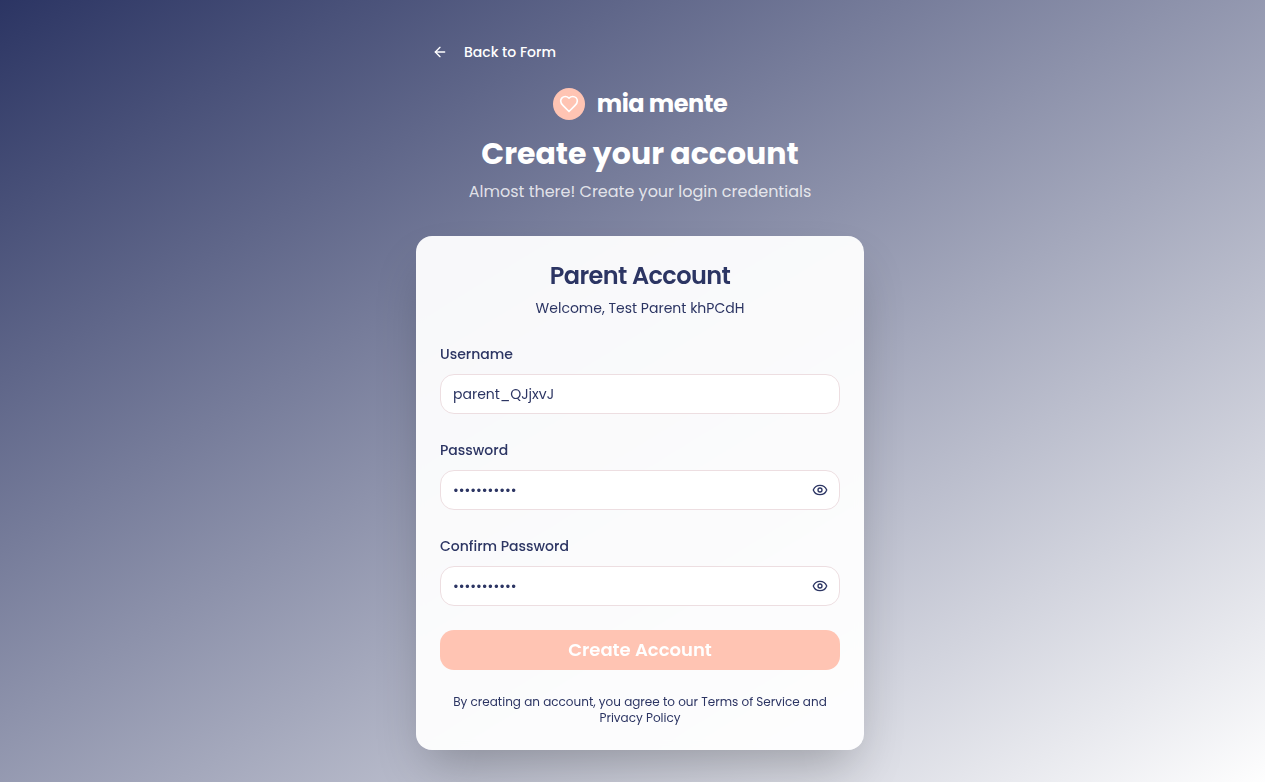 Back to Form
mia mente
Create your account
Almost there! Create your login credentials
Parent Account
Welcome, Test Parent khPCdH
Username
parent_QJjxvJ
Password
•••••••••••
Confirm Password
•••••••••••
Create Account
By creating an account, you agree to our Terms of Service and
Privacy Policy